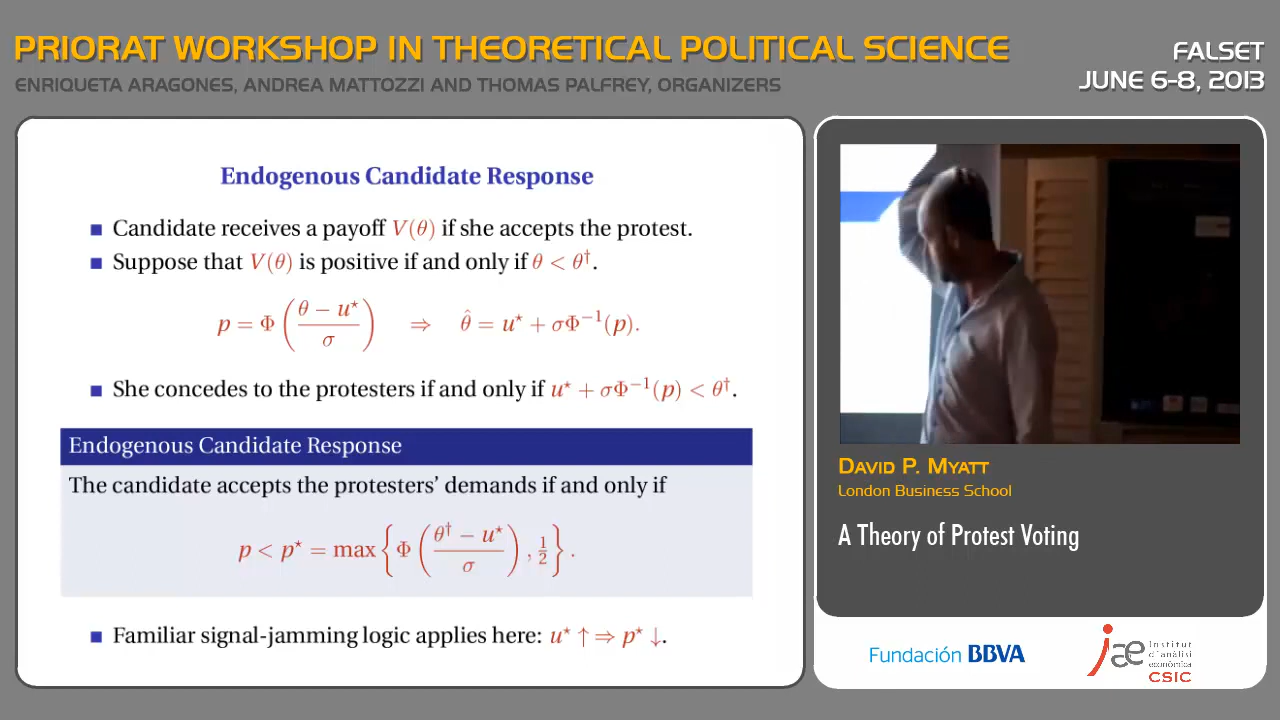 PRIORAT WORKSHOP IN THEORETICAL POLITICAL SCIENCE
ENRIQUETA ARAGONES, ANDREA MATTOZZI AND THOMAS PALFREY, ORGANIZERS
FALSET
JUNE 6-8, 2013
Endogenous Candidate Response
■ Candidate receives a payoff V(θ) if she accepts the protest.
■ Suppose that V(θ) is positive if and only if θ < θ†.
p = Φ((θ − u⋆)/σ) ⇒ θ̂ = u⋆ + σΦ⁻¹(p).
■ She concedes to the protesters if and only if u⋆ + σΦ⁻¹(p) < θ†.
Endogenous Candidate Response
The candidate accepts the protesters' demands if and only if
p < p⋆ = max{Φ((θ† − u⋆)/σ), ½}.
■ Familiar signal-jamming logic applies here: u⋆ ↑ ⇒ p⋆ ↓.
DAVID P. MYATT
London Business School
A Theory of Protest Voting
Fundación BBVA
iae
Institut
d'anàlisi
econòmica
CSIC